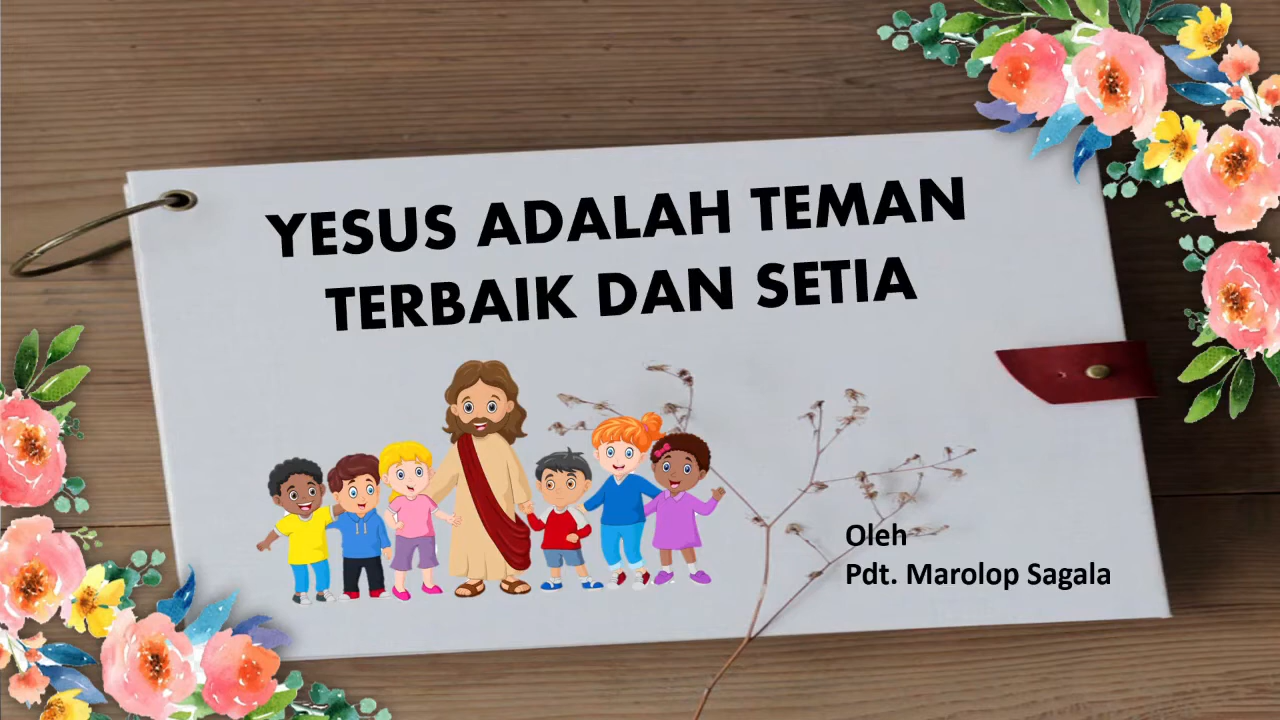 YESUS ADALAH TEMAN
TERBAIK DAN SETIA
Oleh
Pdt. Marolop Sagala